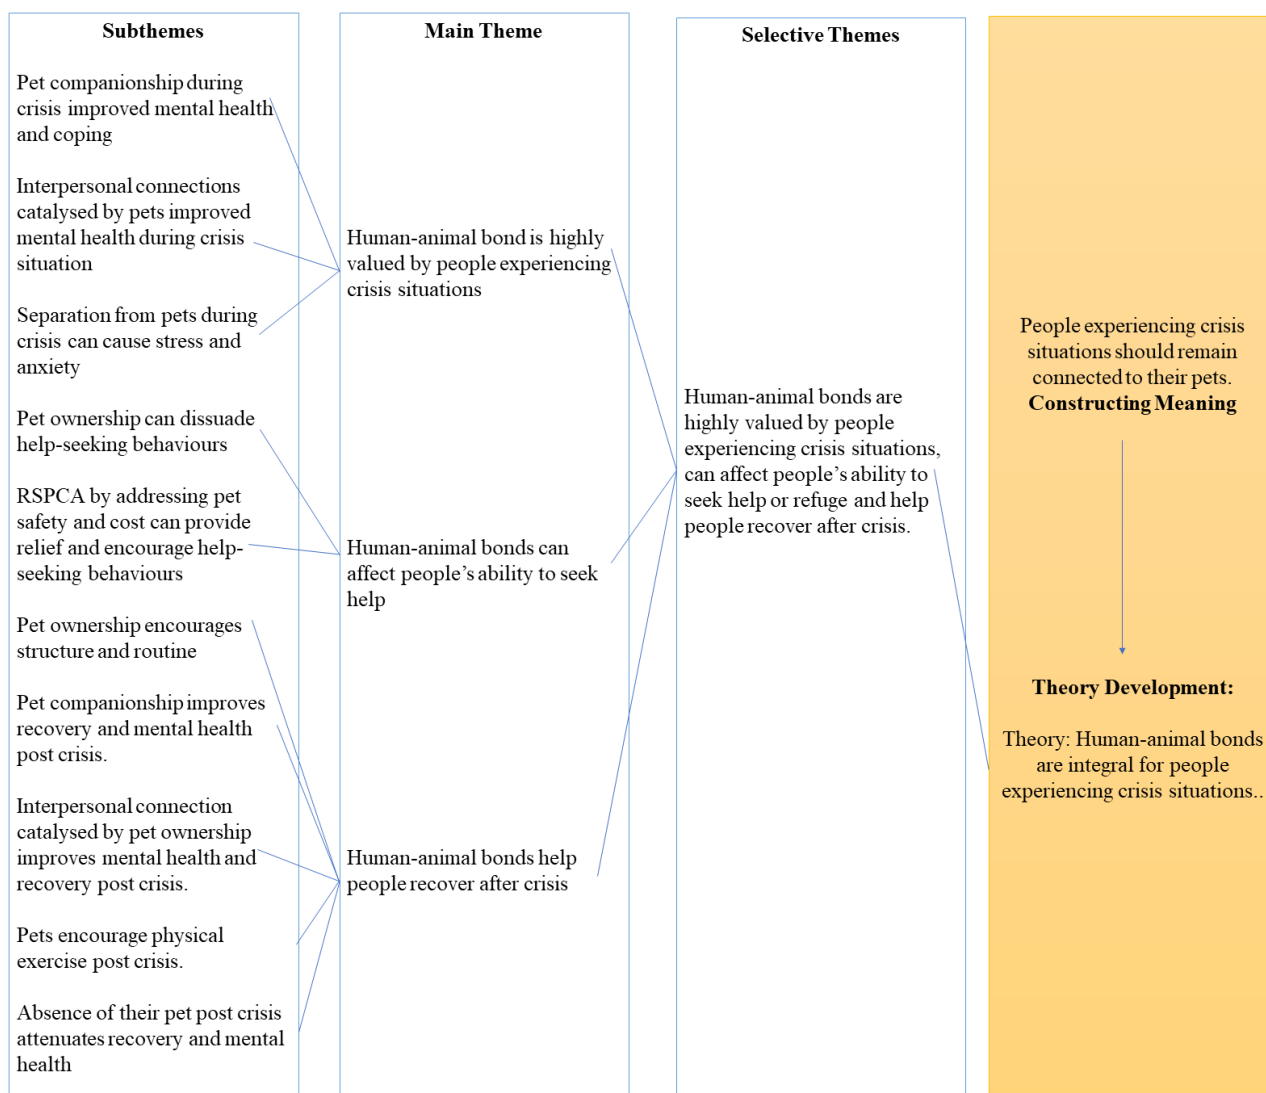 Subthemes
Pet companionship during
crisis improved mental health
and coping
Interpersonal connections
catalysed by pets improved
mental health during crisis
situation
Separation from pets during
crisis can cause stress and
anxiety
Pet ownership can dissuade
help-seeking behaviours
RSPCA by addressing pet
safety and cost can provide
relief and encourage help-
seeking behaviours
Pet ownership encourages
structure and routine
Pet companionship improves
recovery and mental health
post crisis.
Interpersonal connection
catalysed by pet ownership
improves mental health and
recovery post crisis.
Pets encourage physical
exercise post crisis.
Absence of their pet post crisis
attenuates recovery and mental
health
Main Theme
Human-animal bond is highly
valued by people experiencing
crisis situations
Human-animal bonds can
affect people’s ability to seek
help
Human-animal bonds help
people recover after crisis
Selective Themes
Human-animal bonds are
highly valued by people
experiencing crisis situations,
can affect people’s ability to
seek help or refuge and help
people recover after crisis.
People experiencing crisis
situations should remain
connected to their pets.
Constructing Meaning
Theory Development:
Theory: Human-animal bonds
are integral for people
experiencing crisis situations..